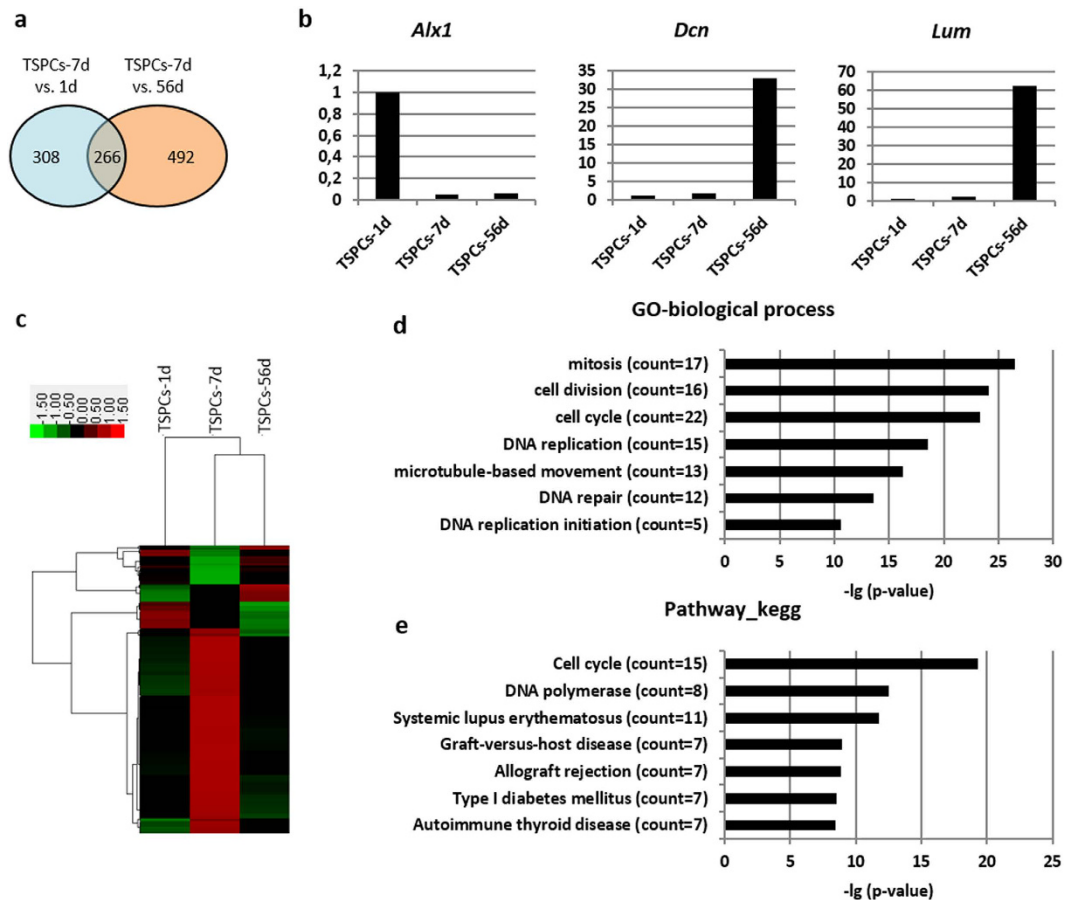 a
TSPCs-7d
vs. 1d
TSPCs-7d
vs. 56d
308
266
492
b
Alx1
1,2
1
0,8
0,6
0,4
0,2
0
TSPCs-1d
TSPCs-7d
TSPCs-56d
Dcn
35
30
25
20
15
10
5
0
TSPCs-1d
TSPCs-7d
TSPCs-56d
Lum
70
60
50
40
30
20
10
0
TSPCs-1d
TSPCs-7d
TSPCs-56d
c
-1.50
-1.00
-0.50
0.00
0.50
1.00
1.50
TSPCs-1d
TSPCs-7d
TSPCs-56d
d
GO-biological process
mitosis (count=17)
cell division (count=16)
cell cycle (count=22)
DNA replication (count=15)
microtubule-based movement (count=13)
DNA repair (count=12)
DNA replication initiation (count=5)
0 5 10 15 20 25 30
-lg (p-value)
e
Pathway_kegg
Cell cycle (count=15)
DNA polymerase (count=8)
Systemic lupus erythematosus (count=11)
Graft-versus-host disease (count=7)
Allograft rejection (count=7)
Type I diabetes mellitus (count=7)
Autoimmune thyroid disease (count=7)
0 5 10 15 20 25
-lg (p-value)